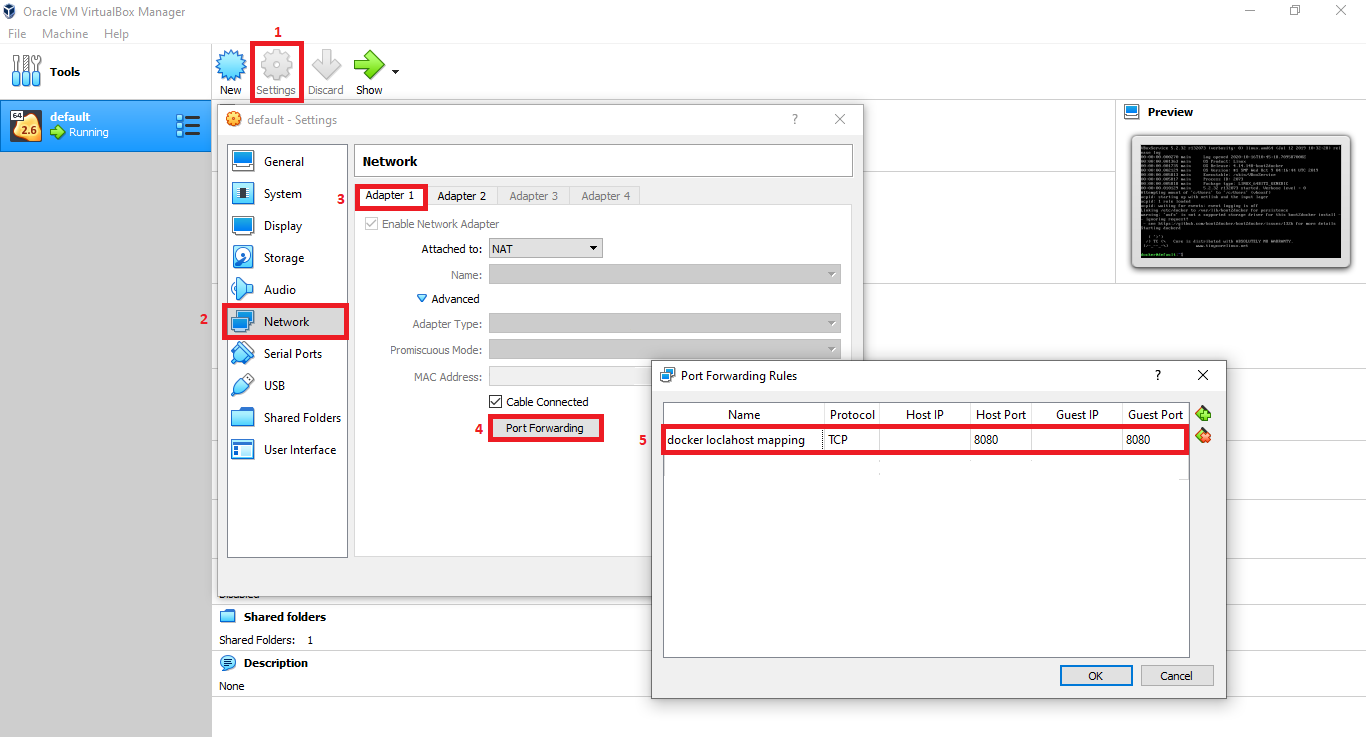 Oracle VM VirtualBox Manager
File Machine Help
1
Tools
New Settings Discard Show
64
2.6
default
Running
default - Settings
?
Preview
General
System
Display
Storage
Audio
2
Network
Serial Ports
USB
Shared Folders
User Interface
Network
3
Adapter 1 Adapter 2 Adapter 3 Adapter 4
Enable Network Adapter
Attached to: NAT
Name:
Advanced
Adapter Type:
Promiscuous Mode:
MAC Address:
Cable Connected
4
Port Forwarding
Port Forwarding Rules
?
Name Protocol Host IP Host Port Guest IP Guest Port
5
docker loclahost mapping TCP 8080 8080
OK Cancel
Disabled
Shared folders
Shared Folders: 1
Description
None